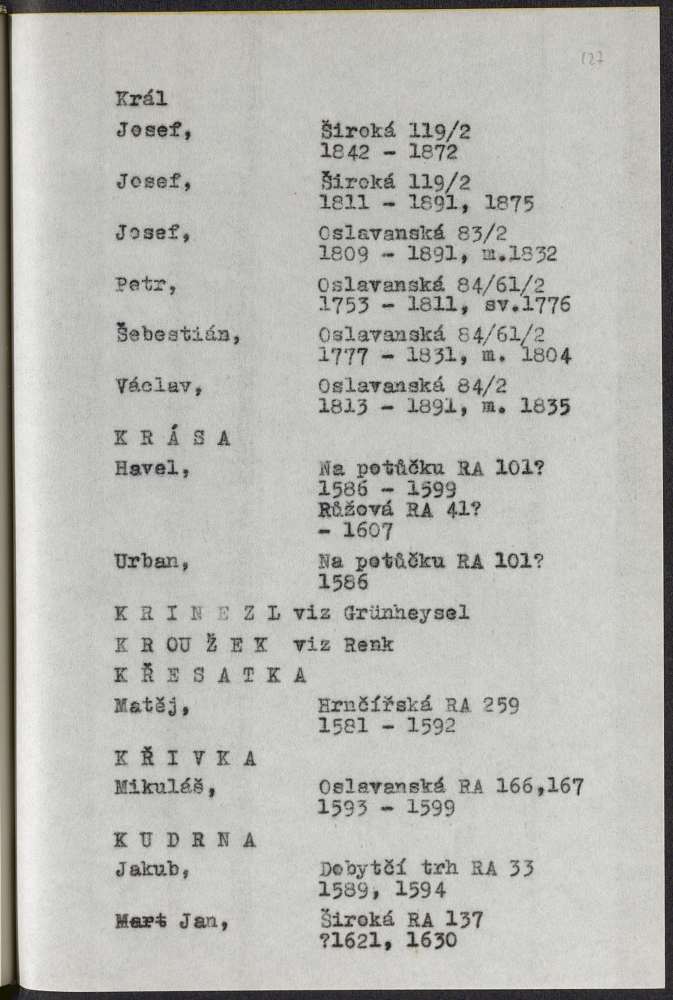 127
Král
Josef, Široká 119/2
1842 - 1872
Josef, Široká 119/2
1811 - 1891, 1875
Josef, Oslavanská 83/2
1809 - 1891, m.1832
Petr, Oslavanská 84/61/2
1753 - 1811, sv.1776
Šebestián, Oslavanská 84/61/2
1777 - 1831, m. 1804
Václav, Oslavanská 84/2
1813 - 1891, m. 1835
K R Á S A
Havel, Na potůčku RA 101?
1586 - 1599
Růžová RA 41?
- 1607
Urban, Na potůčku RA 101?
1586
K R I N E Z L viz Grünheysel
K R OU Ž E K viz Renk
K Ř E S A T K A
Matěj, Hrnčířská RA 259
1581 - 1592
K Ř I V K A
Mikuláš, Oslavanská RA 166,167
1593 - 1599
K U D R N A
Jakub, Dobytčí trh RA 33
1589, 1594
Mart Jan, Široká RA 137
?1621, 1630